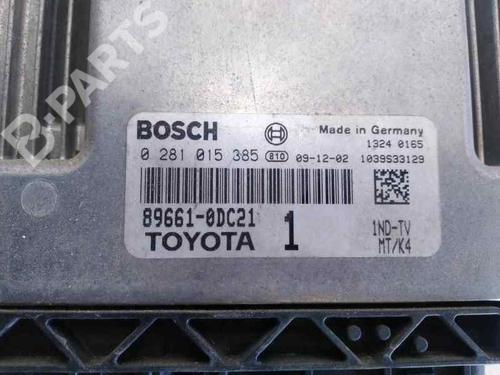 B-PARTS
BOSCH Made in Germany
1324 0165
0 281 015 385 810 09-12-02 1039S33129
89661-0DC21
TOYOTA 1 1ND-TV
MT/K4